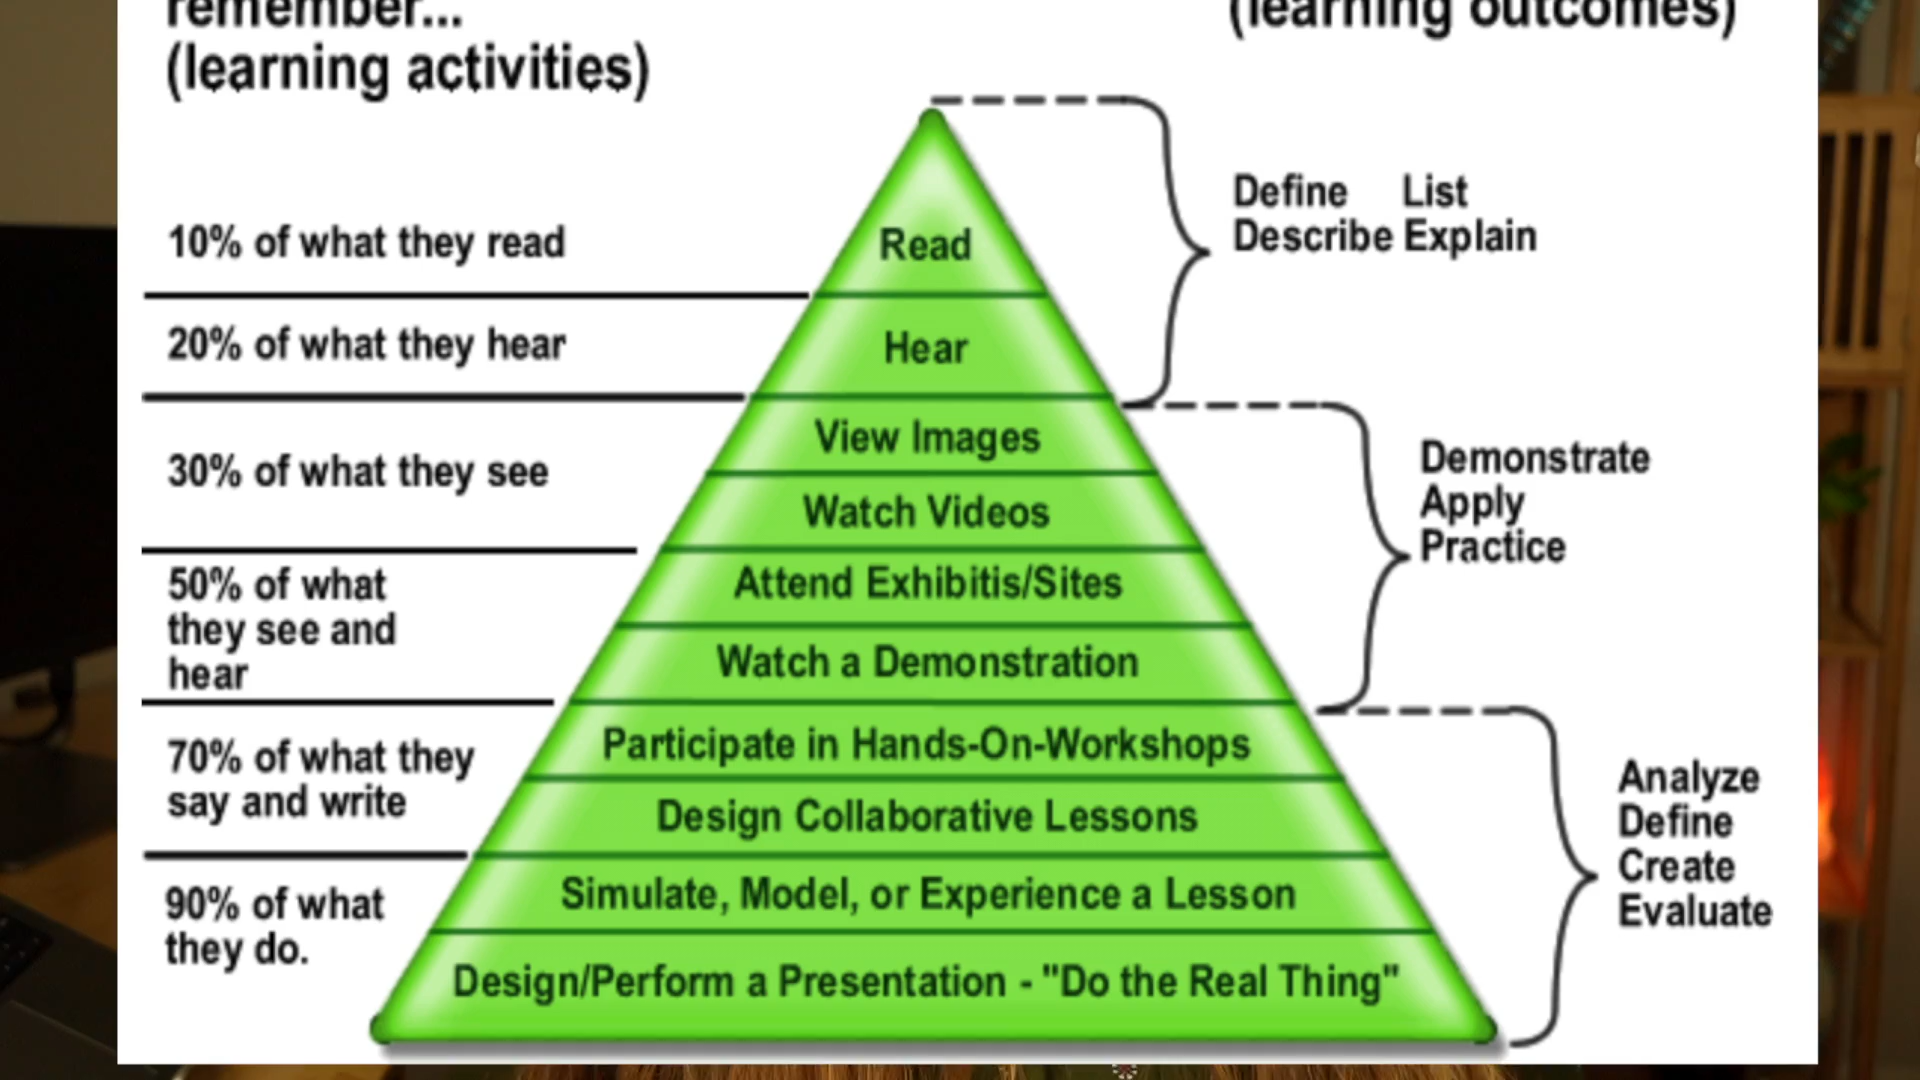 remember...
(learning activities)
(learning outcomes)
10% of what they read
20% of what they hear
30% of what they see
50% of what
they see and
hear
70% of what they
say and write
90% of what
they do.
Read
Hear
View Images
Watch Videos
Attend Exhibitis/Sites
Watch a Demonstration
Participate in Hands-On-Workshops
Design Collaborative Lessons
Simulate, Model, or Experience a Lesson
Design/Perform a Presentation - "Do the Real Thing"
Define List
Describe Explain
Demonstrate
Apply
Practice
Analyze
Define
Create
Evaluate